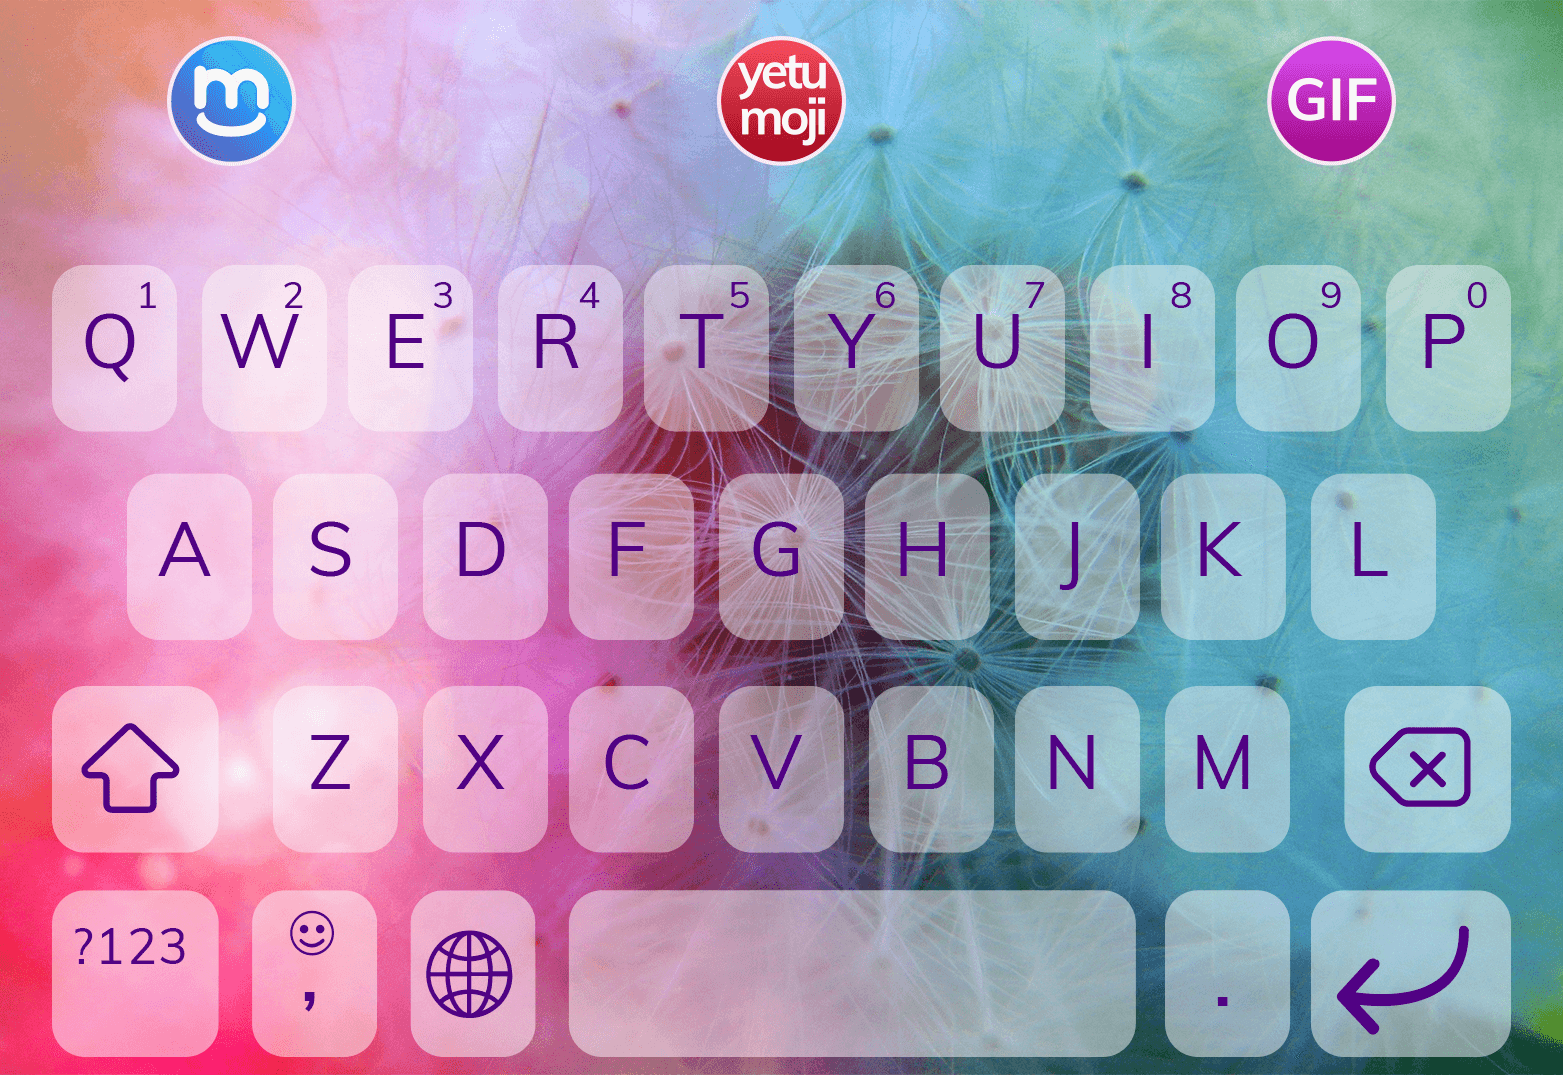 m
yetu
moji
GIF
1 2 3 4 5 6 7 8 9 0
Q W E R T Y U I O P
A S D F G H J K L
Z X C V B N M
?123 , .